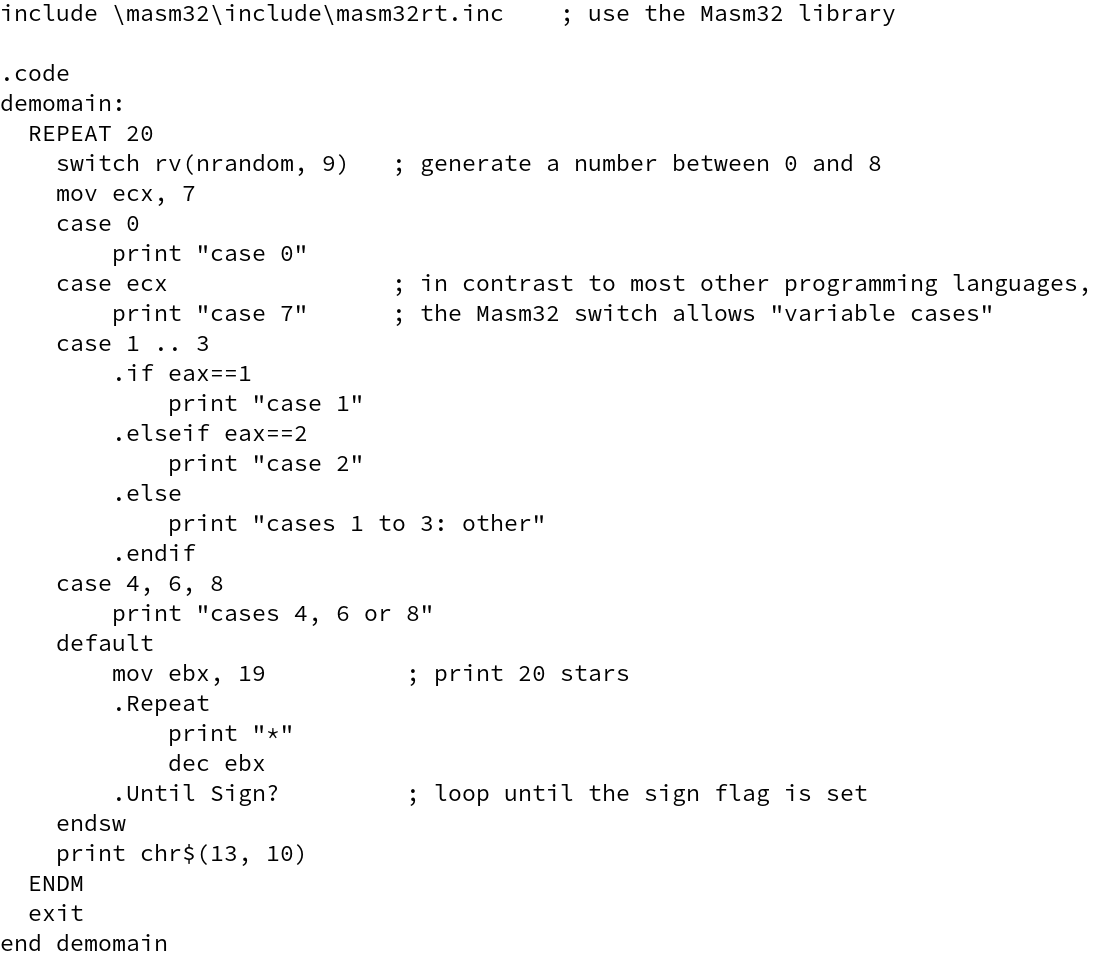 include \masm32\include\masm32rt.inc    ; use the Masm32 library

.code
demomain:
  REPEAT 20
    switch rv(nrandom, 9)   ; generate a number between 0 and 8
    mov ecx, 7
    case 0
        print "case 0"
    case ecx                ; in contrast to most other programming languages,
        print "case 7"      ; the Masm32 switch allows "variable cases"
    case 1 .. 3
        .if eax==1
            print "case 1"
        .elseif eax==2
            print "case 2"
        .else
            print "cases 1 to 3: other"
        .endif
    case 4, 6, 8
        print "cases 4, 6 or 8"
    default
        mov ebx, 19          ; print 20 stars
        .Repeat
            print "*"
            dec ebx
        .Until Sign?         ; loop until the sign flag is set
    endsw
    print chr$(13, 10)
  ENDM
  exit
end demomain